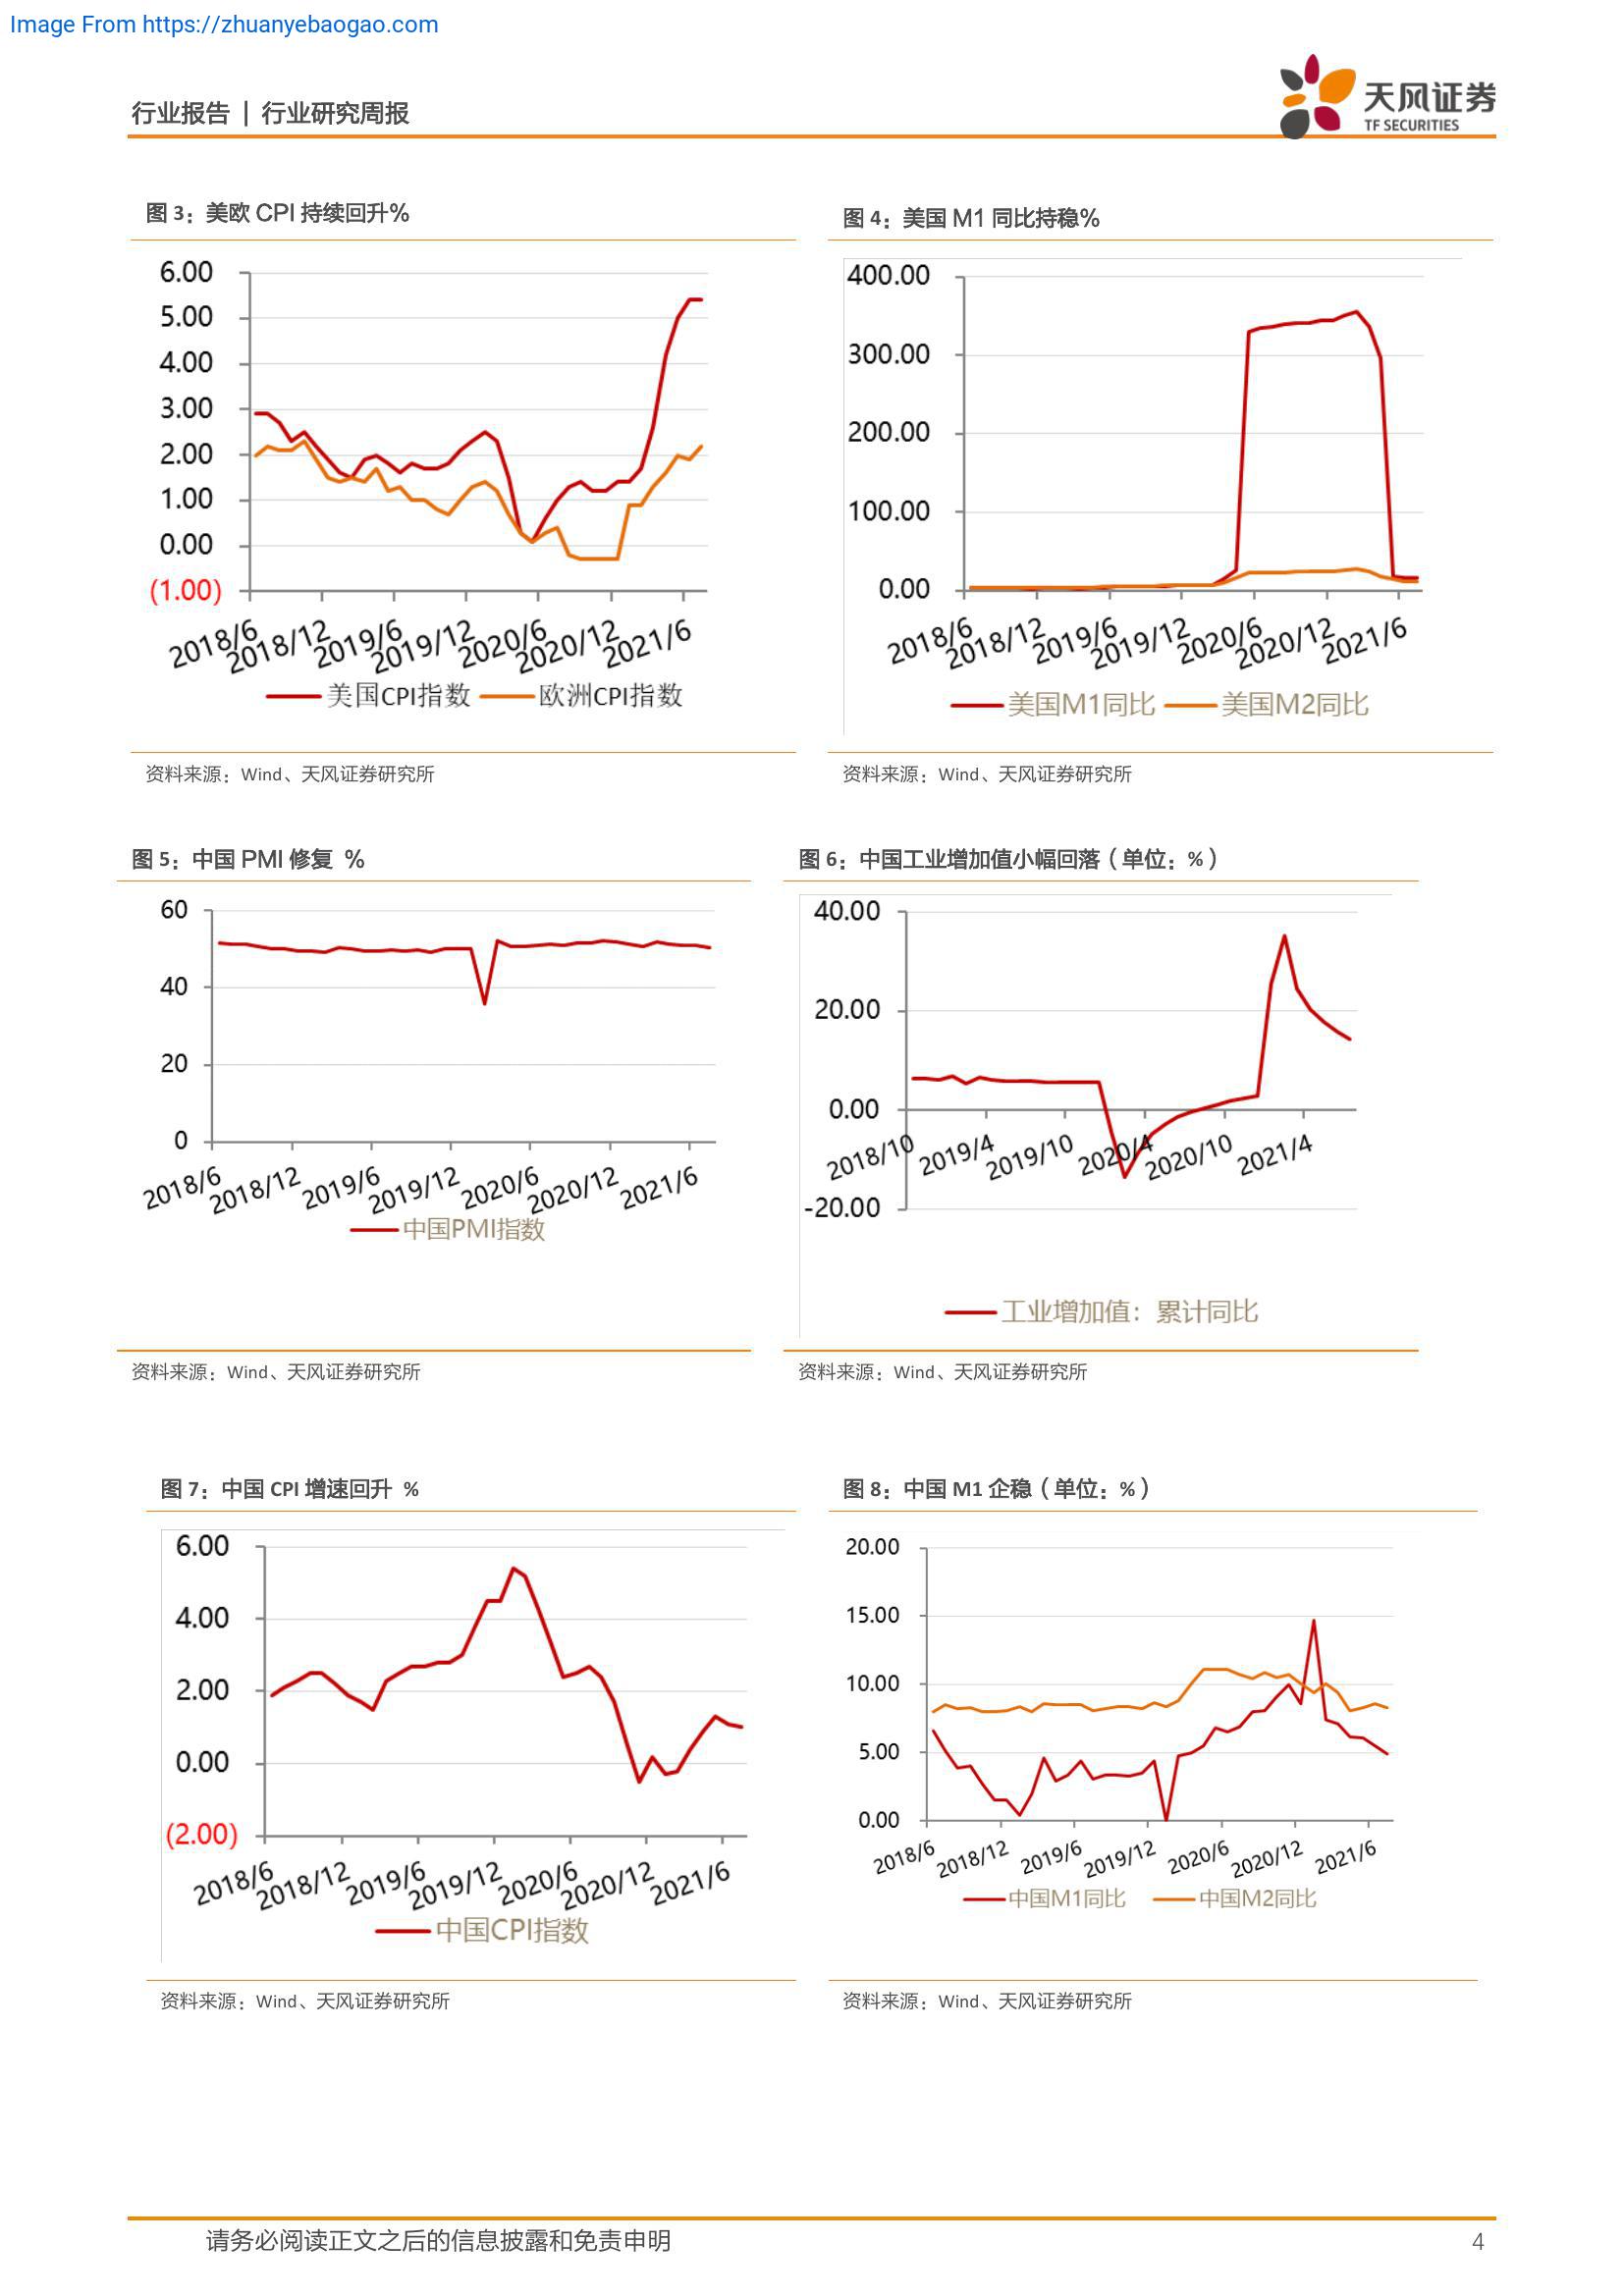 Image From https://zhuanyebaogao.com
行业报告 | 行业研究周报
天风证券
TF SECURITIES
图 3：美欧 CPI 持续回升%
6.00
5.00
4.00
3.00
2.00
1.00
0.00
(1.00)
2018/6 2018/12 2019/6 2019/12 2020/6 2020/12 2021/6
美国CPI指数 欧洲CPI指数
资料来源：Wind、天风证券研究所
图 4：美国 M1 同比持稳%
400.00
300.00
200.00
100.00
0.00
2018/6 2018/12 2019/6 2019/12 2020/6 2020/12 2021/6
美国M1同比 美国M2同比
资料来源：Wind、天风证券研究所
图 5：中国 PMI 修复 %
60
40
20
0
2018/6 2018/12 2019/6 2019/12 2020/6 2020/12 2021/6
中国PMI指数
资料来源：Wind、天风证券研究所
图 6：中国工业增加值小幅回落（单位：%）
40.00
20.00
0.00
-20.00
2018/10 2019/4 2019/10 2020/4 2020/10 2021/4
工业增加值：累计同比
资料来源：Wind、天风证券研究所
图 7：中国 CPI 增速回升 %
6.00
4.00
2.00
0.00
(2.00)
2018/6 2018/12 2019/6 2019/12 2020/6 2020/12 2021/6
中国CPI指数
资料来源：Wind、天风证券研究所
图 8：中国 M1 企稳（单位：%）
20.00
15.00
10.00
5.00
0.00
2018/6 2018/12 2019/6 2019/12 2020/6 2020/12 2021/6
中国M1同比 中国M2同比
资料来源：Wind、天风证券研究所
请务必阅读正文之后的信息披露和免责申明
4